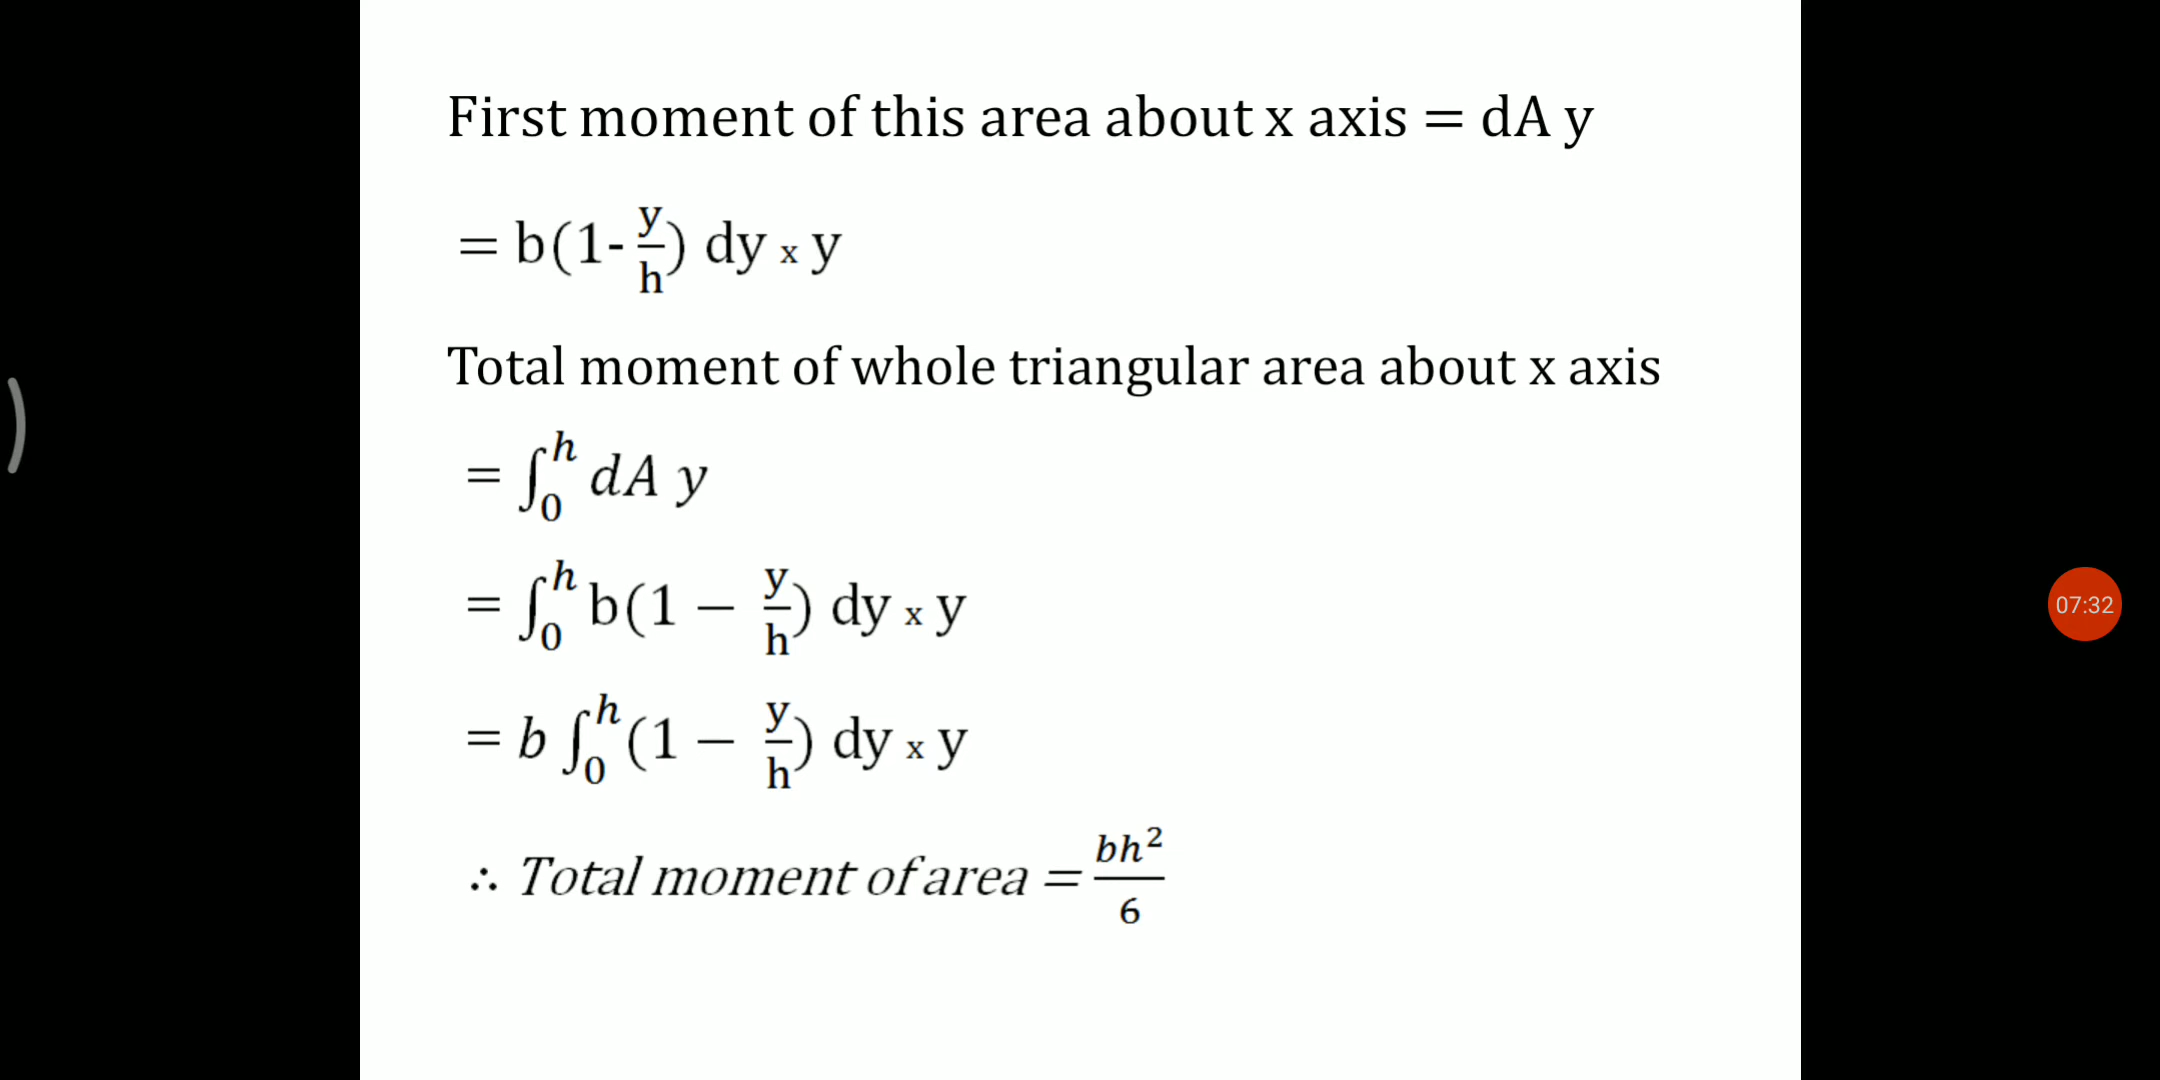 First moment of this area about x axis = dA y
= b(1- y/h) dy x y
Total moment of whole triangular area about x axis
= ∫₀ʰ dA y
= ∫₀ʰ b(1 − y/h) dy x y
= b ∫₀ʰ (1 − y/h) dy x y
∴ Total moment of area = bh²/6
07:32